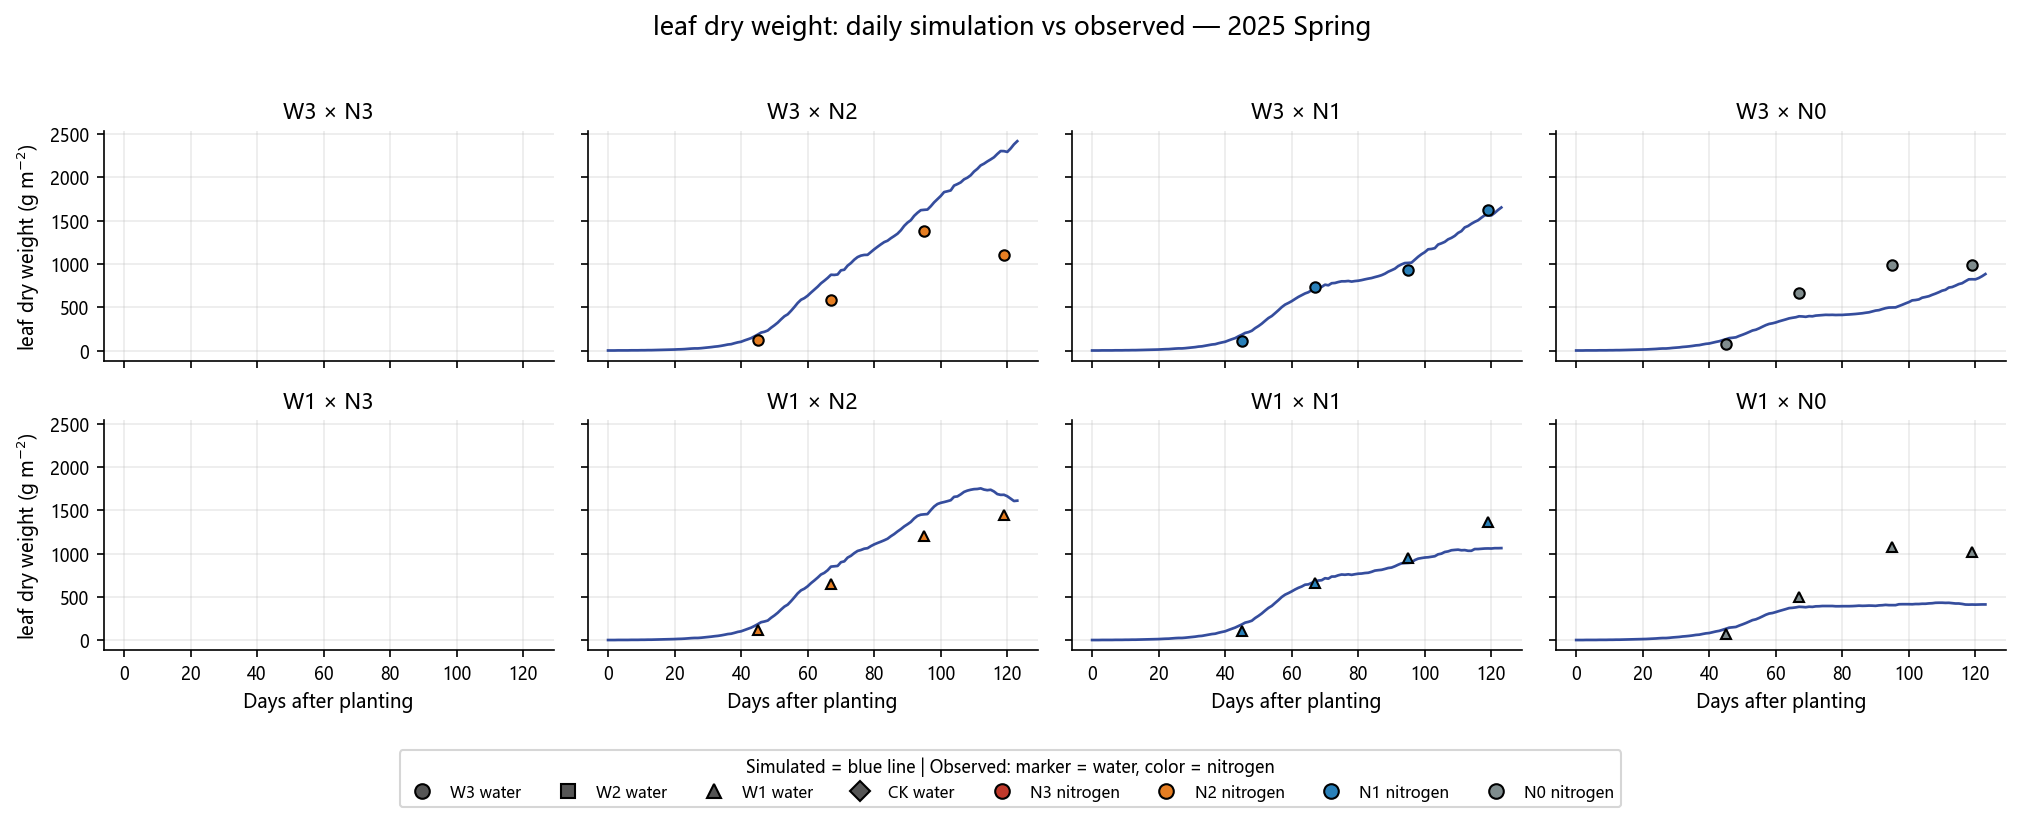 leaf dry weight: daily simulation vs observed — 2025 Spring
W3 × N3
W3 × N2
W3 × N1
W3 × N0
leaf dry weight (g m⁻²)
2500
2000
1500
1000
500
0
W1 × N3
W1 × N2
W1 × N1
W1 × N0
leaf dry weight (g m⁻²)
2500
2000
1500
1000
500
0
0 20 40 60 80 100 120
0 20 40 60 80 100 120
0 20 40 60 80 100 120
0 20 40 60 80 100 120
Days after planting
Days after planting
Days after planting
Days after planting
Simulated = blue line | Observed: marker = water, color = nitrogen
W3 water W2 water W1 water CK water N3 nitrogen N2 nitrogen N1 nitrogen N0 nitrogen